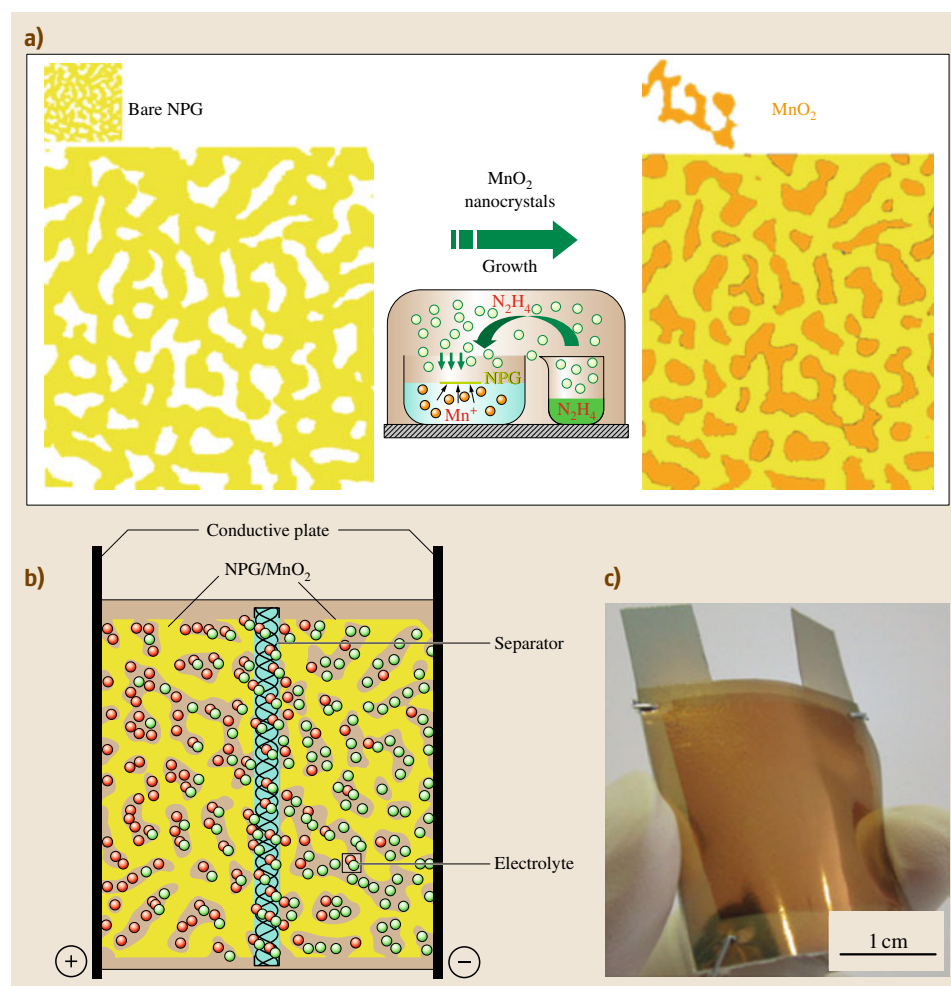 a)
Bare NPG
MnO₂
MnO₂
nanocrystals
Growth
N₂H₄
NPG
Mn⁺
N₂H₄
Conductive plate
b)
NPG/MnO₂
c)
Separator
Electrolyte
+
−
1 cm